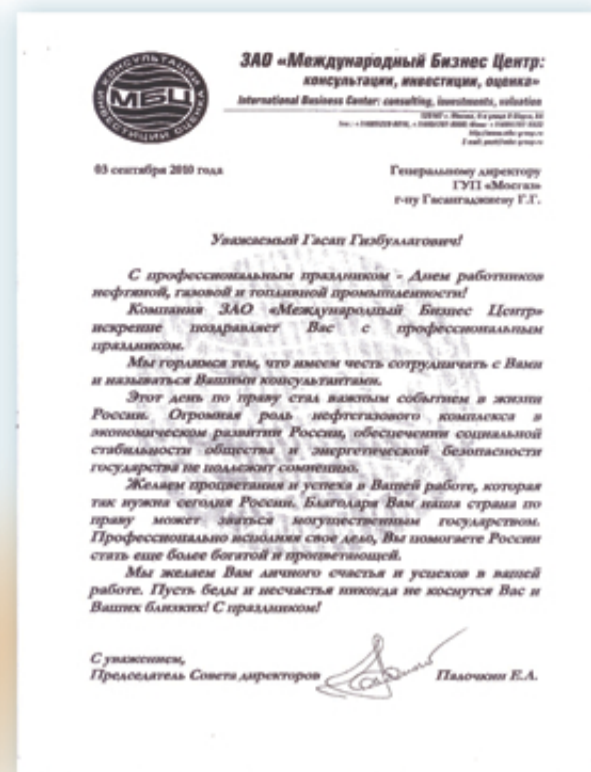 КОНСУЛЬТАЦИИ
МБЦ
ИНВЕСТИЦИИ ОЦЕНКА
ЗАО «Международный Бизнес Центр:
консультации, инвестиции, оценка»
International Business Center: consulting, investments, valuation
03 сентября 2010 года
Генеральному директору
ГУП «Мосгаз»
г-ну Гасангаджиеву Г.Г.
Уважаемый Гасан Гизбуллагович!
С профессиональным праздником - Днем работников
нефтяной, газовой и топливной промышленности!
Компания ЗАО «Международный Бизнес Центр»
искренне поздравляет Вас с профессиональным
праздником.
Мы гордимся тем, что имеем честь сотрудничать с Вами
и называться Вашими консультантами.
Этот день по праву стал важным событием в жизни
России. Огромная роль нефтегазового комплекса в
экономическом развитии России, обеспечении социальной
стабильности общества и энергетической безопасности
государства не подлежит сомнению.
Желаем процветания и успеха в Вашей работе, которая
так нужна сегодня России. Благодаря Вам наша страна по
праву может зваться могущественным государством.
Профессионально исполняя свое дело, Вы помогаете России
стать еще более богатой и процветающей.
Мы желаем Вам личного счастья и успехов в вашей
работе. Пусть беды и несчастья никогда не коснутся Вас и
Ваших близких! С праздником!
С уважением,
Председатель Совета директоров
Палочкин Е.А.